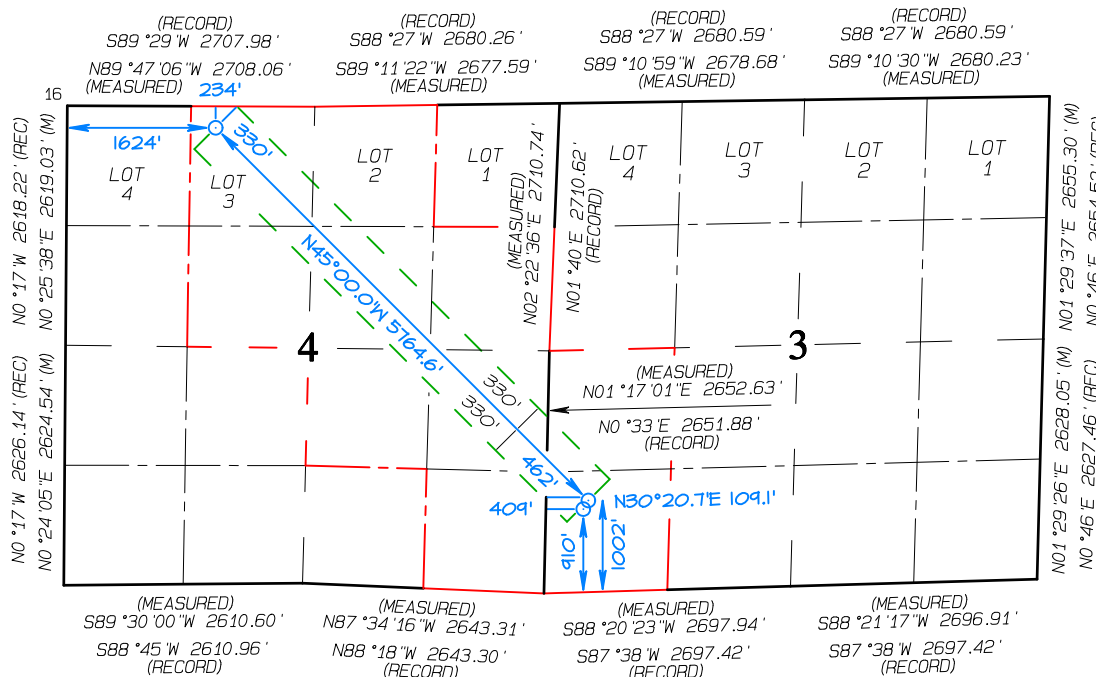 (RECORD)
S89°29'W 2707.98'
N89°47'06"W 2708.06'
(MEASURED)
(RECORD)
S88°27'W 2680.26'
S89°11'22"W 2677.59'
(MEASURED)
(RECORD)
S88°27'W 2680.59'
S89°10'59"W 2678.68'
(MEASURED)
(RECORD)
S88°27'W 2680.59'
S89°10'30"W 2680.23'
(MEASURED)
16
234'
1624'
330'
LOT
4
LOT
3
LOT
2
LOT
1
LOT
4
LOT
3
LOT
2
LOT
1
N0°17'W 2618.22' (REC)
N0°25'38"E 2619.03' (M)
(MEASURED)
N02°22'36"E 2710.74'
N01°40'E 2710.62'
(RECORD)
N01°29'37"E 2655.30' (M)
N0°46'E 2654.52' (REC)
N45°00.0'W 5764.6'
4
3
N0°17'W 2626.14' (REC)
N0°24'05"E 2624.54' (M)
330'
330'
(MEASURED)
N01°17'01"E 2652.63'
N0°33'E 2651.88'
(RECORD)
N01°29'26"E 2628.05' (M)
N0°46'E 2627.46' (REC)
462'
409'
N30°20.7'E 109.1'
910'
1002'
(MEASURED)
S89°30'00"W 2610.60'
S88°45'W 2610.96'
(RECORD)
(MEASURED)
N87°34'16"W 2643.31'
N88°18'W 2643.30'
(RECORD)
(MEASURED)
S88°20'23"W 2697.94'
S87°38'W 2697.42'
(RECORD)
(MEASURED)
S88°21'17"W 2696.91'
S87°38'W 2697.42'
(RECORD)